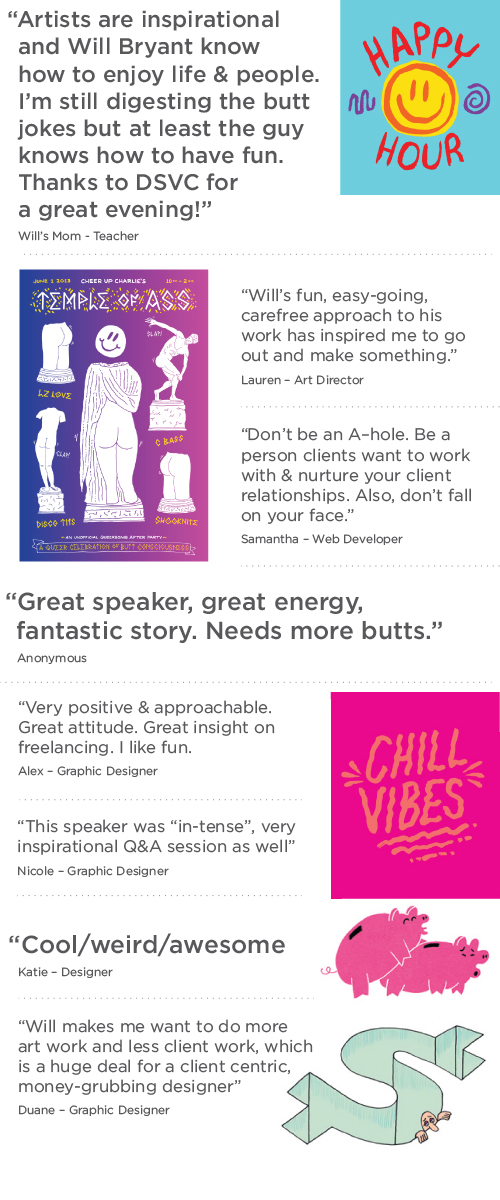 “Artists are inspirational
and Will Bryant know
how to enjoy life & people.
I’m still digesting the butt
jokes but at least the guy
knows how to have fun.
Thanks to DSVC for
a great evening!”
Will’s Mom - Teacher
HAPPY
HOUR
JUNE 1 2013 CHEER UP CHARLIE'S 10PM - 2AM
TEMPLE OF ASS
SLAP!
LZ LOVE
C BASS
CLAP!
DISCO TITS
SHOOKNITE
– AN UNOFFICIAL QUEERBOMB AFTER PARTY –
A QUEER CELEBRATION OF BUTT CONSCIOUSNESS
“Will’s fun, easy-going,
carefree approach to his
work has inspired me to go
out and make something.”
Lauren – Art Director
“Don’t be an A–hole. Be a
person clients want to work
with & nurture your client
relationships. Also, don’t fall
on your face.”
Samantha – Web Developer
“Great speaker, great energy,
fantastic story. Needs more butts.”
Anonymous
“Very positive & approachable.
Great attitude. Great insight on
freelancing. I like fun.
Alex – Graphic Designer
CHILL
VIBES
“This speaker was “in-tense”, very
inspirational Q&A session as well”
Nicole – Graphic Designer
“Cool/weird/awesome
Katie – Designer
“Will makes me want to do more
art work and less client work, which
is a huge deal for a client centric,
money-grubbing designer”
Duane – Graphic Designer